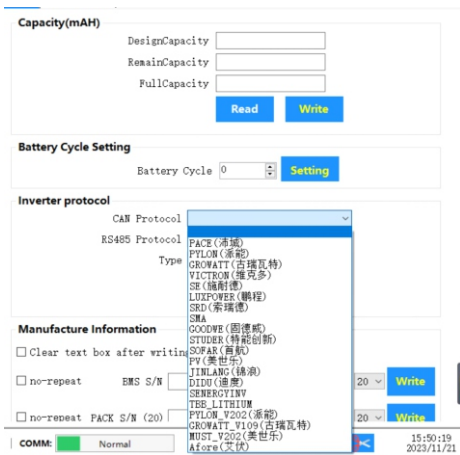 Capacity(mAH)
DesignCapacity
RemainCapacity
FullCapacity
Read Write
Battery Cycle Setting
Battery Cycle 0 Setting
Inverter protocol
CAN Protocol
RS485 Protocol
Type
PACE(沛城)
PYLON(派能)
GROWATT(古瑞瓦特)
VICTRON(维克多)
SE(施耐德)
LUXPOWER(鹏程)
SRD(索瑞德)
SMA
GOODWE(固德威)
STUDER(特能创新)
SOFAR(首航)
PV(美世乐)
JINLANG(锦浪)
DIDU(迪度)
SENERGYINV
TBB_LITHIUM
PYLON_V202(派能)
GROWATT_V109(古瑞瓦特)
MUST_V202(美世乐)
Afore(艾伏)
Manufacture Information
Clear text box after writin
no-repeat BMS S/N 20 Write
no-repeat PACK S/N (20) 20 Write
COMM: Normal 15:50:19
2023/11/21